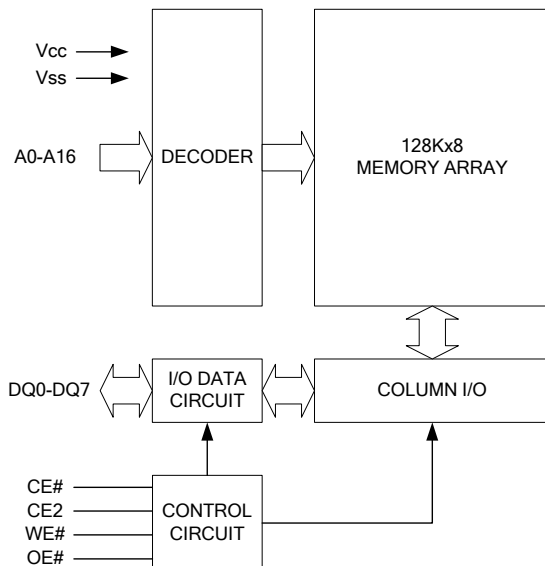 Vcc
Vss
A0-A16
DECODER
128Kx8
MEMORY ARRAY
DQ0-DQ7
I/O DATA
CIRCUIT
COLUMN I/O
CE#
CE2
WE#
OE#
CONTROL
CIRCUIT